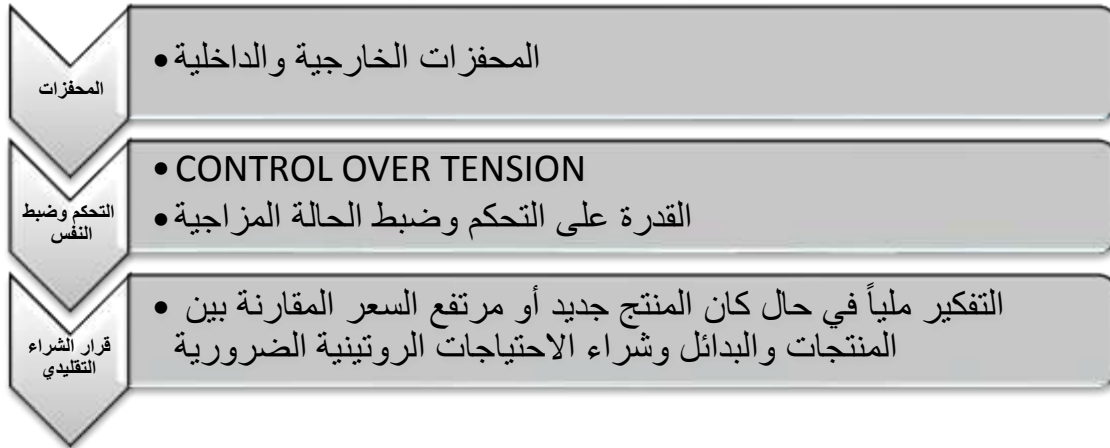 المحفزات
• المحفزات الخارجية والداخلية
التحكم وضبط
النفس
• CONTROL OVER TENSION
• القدرة على التحكم وضبط الحالة المزاجية
قرار الشراء
التقليدي
• التفكير ملياً في حال كان المنتج جديد أو مرتفع السعر المقارنة بين
المنتجات والبدائل وشراء الاحتياجات الروتينية الضرورية